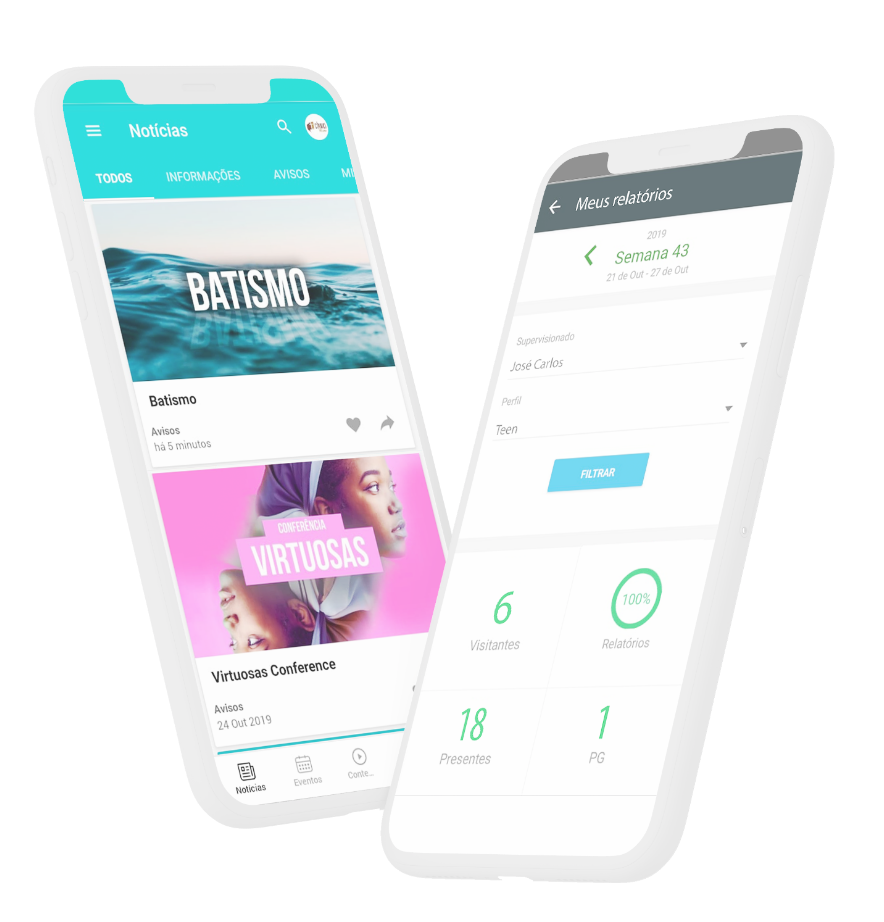 Notícias
TODOS INFORMAÇÕES AVISOS
BATISMO
Batismo
Avisos
há 5 minutos
CONFERÊNCIA
VIRTUOSAS
Virtuosas Conference
Avisos
24 Out 2019
Notícias Eventos Conte...
Meus relatórios
2019
Semana 43
21 de Out - 27 de Out
Supervisionado
José Carlos
Perfil
Teen
FILTRAR
6
Visitantes
100%
Relatórios
18
Presentes
1
PG